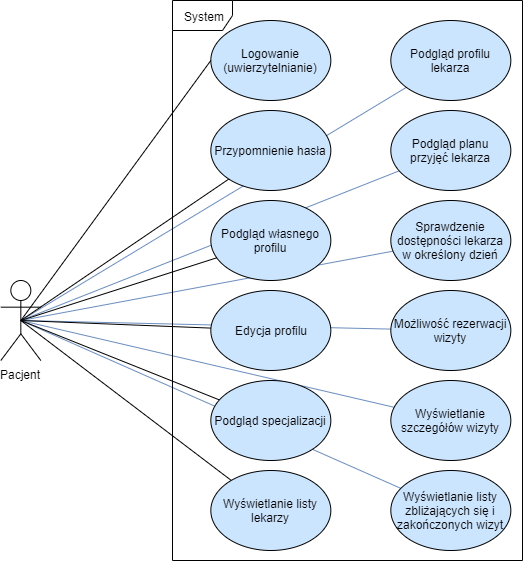 System
Logowanie
(uwierzytelnianie)
Podgląd profilu
lekarza
Przypomnienie hasła
Podgląd planu
przyjęć lekarza
Podgląd własnego
profilu
Sprawdzenie
dostępności lekarza
w określony dzień
Edycja profilu
Możliwość rezerwacji
wizyty
Pacjent
Podgląd specjalizacji
Wyświetlanie
szczegółów wizyty
Wyświetlanie listy
lekarzy
Wyświetlanie listy
zbliżających się i
zakończonych wizyt